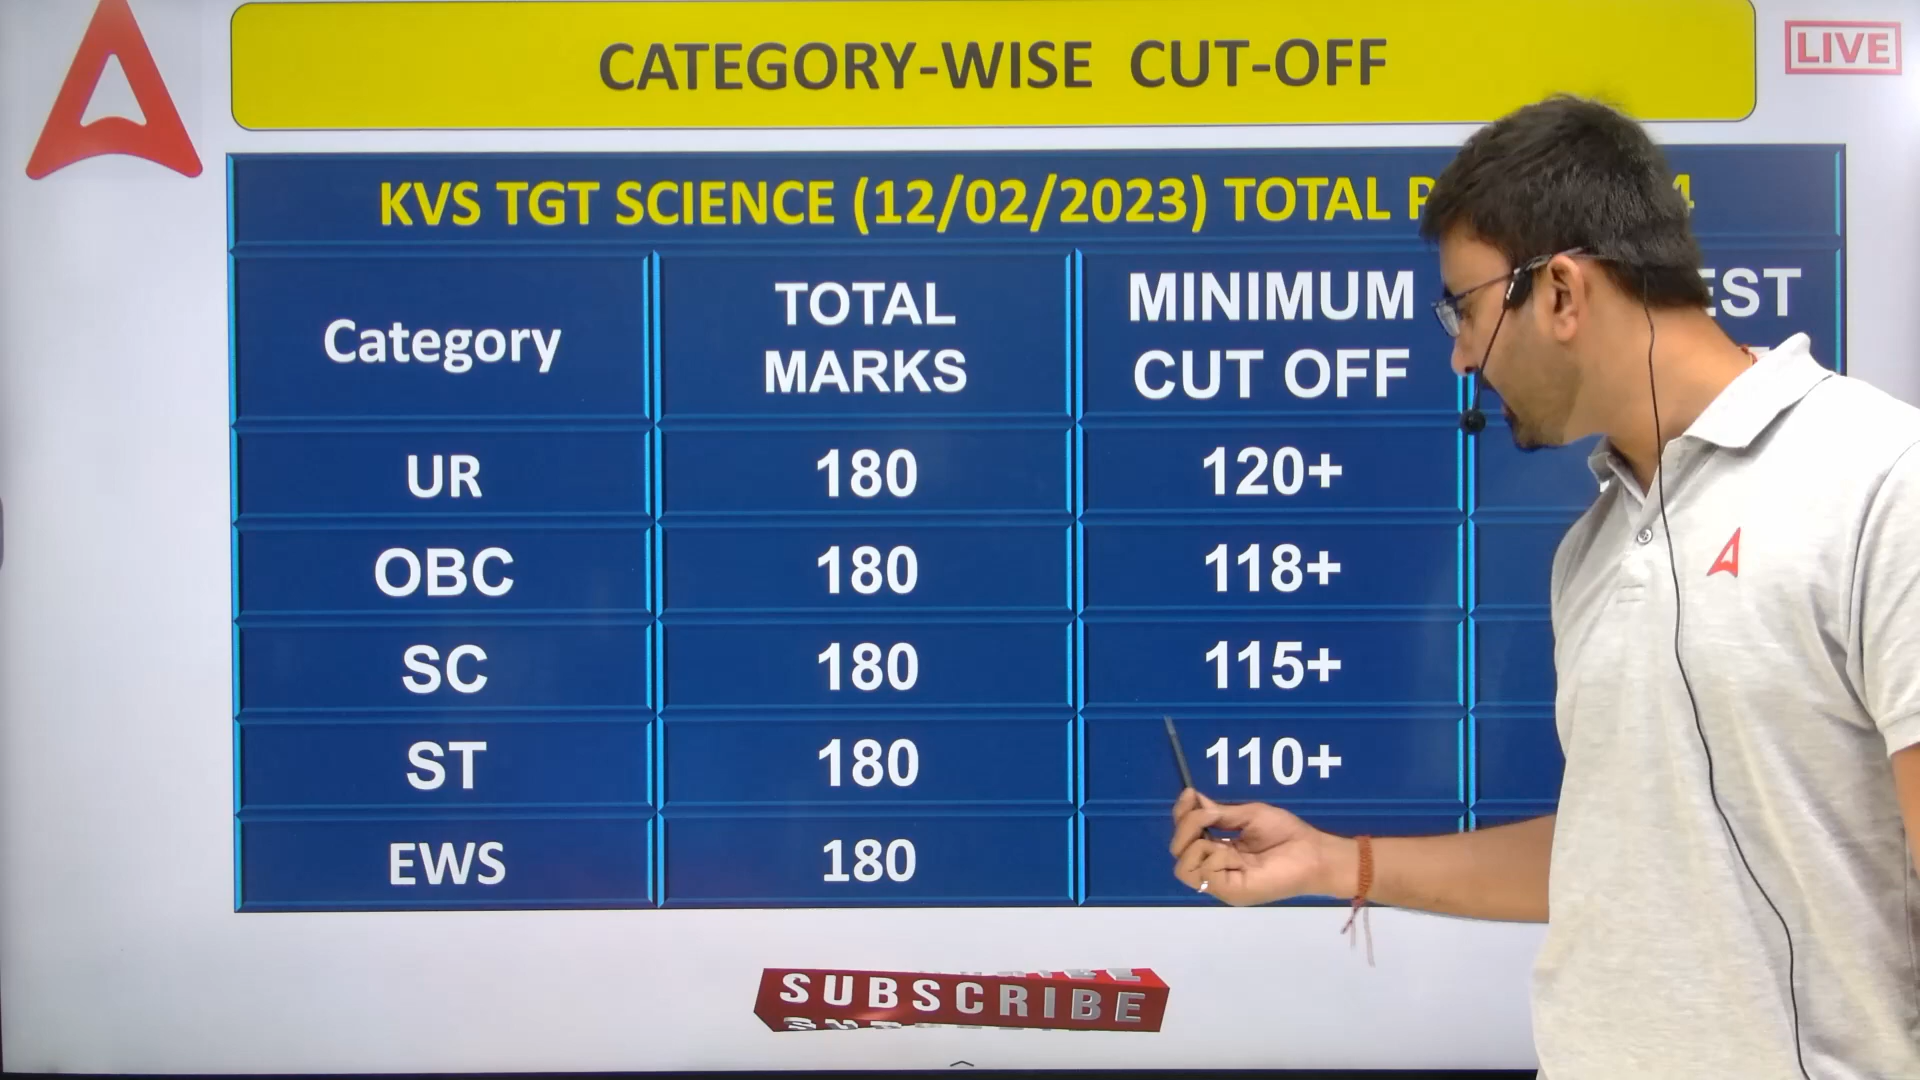 CATEGORY-WISE CUT-OFF
LIVE
KVS TGT SCIENCE (12/02/2023) TOTAL
Category
TOTAL
MARKS
MINIMUM
CUT OFF
UR 180 120+
OBC 180 118+
SC 180 115+
ST 180 110+
EWS 180
SUBSCRIBE